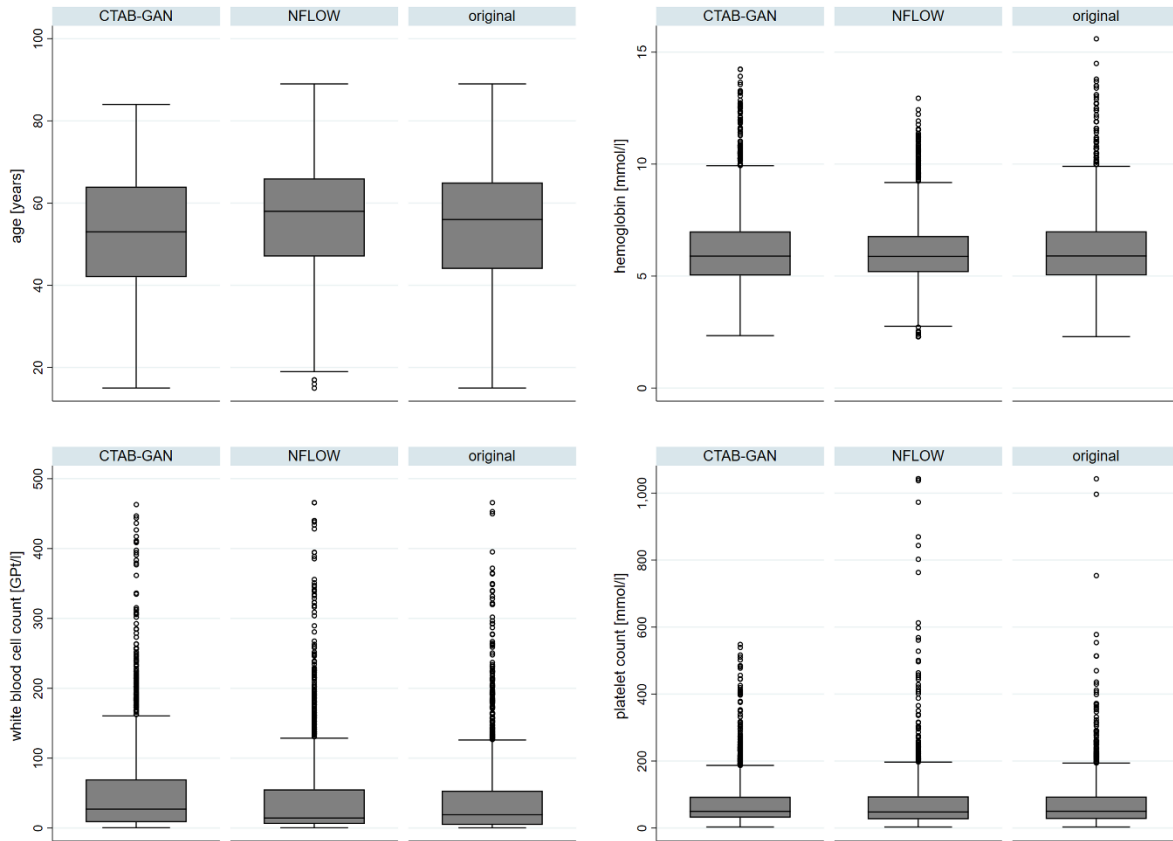 CTAB-GAN NFLOW original
age [years]
100
80
60
40
20
CTAB-GAN NFLOW original
hemoglobin [mmol/l]
15
10
5
0
CTAB-GAN NFLOW original
white blood cell count [GPt/l]
500
400
300
200
100
0
CTAB-GAN NFLOW original
platelet count [mmol/l]
1,000
800
600
400
200
0